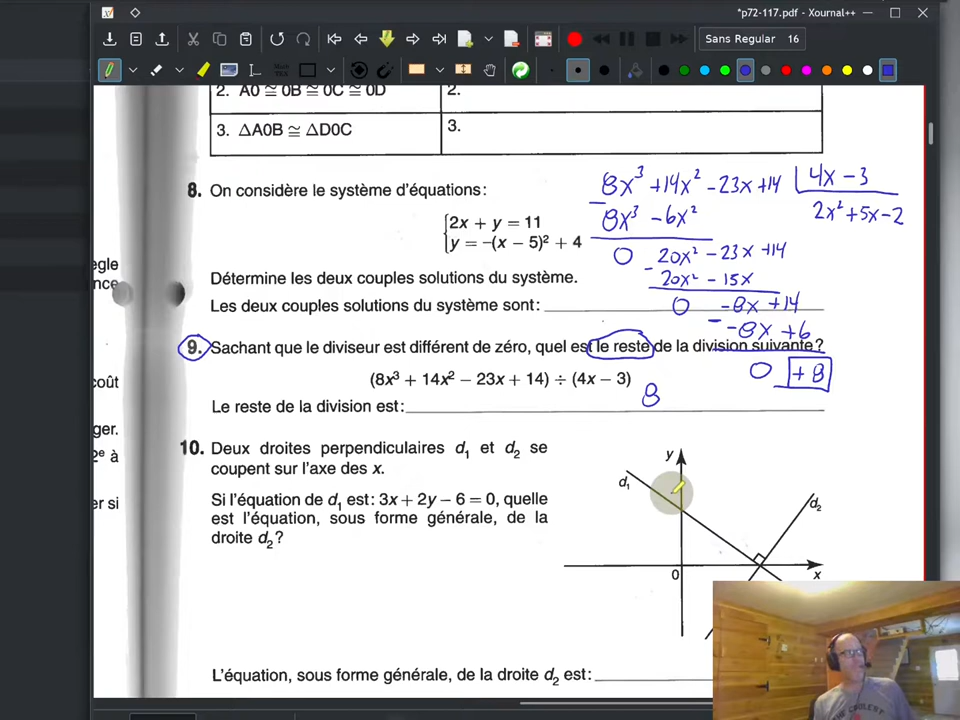 *p72-117.pdf - Xournal++
Sans Regular 16
2. A0 ≅ 0B ≅ 0C ≅ 0D
2.
3. △A0B ≅ △D0C
3.
8. On considère le système d'équations:
2x + y = 11
y = –(x – 5)² + 4
Détermine les deux couples solutions du système.
Les deux couples solutions du système sont:
8x³ +14x² -23x +14 4x - 3
- 8x³ - 6x² 2x² +5x -2
0 20x² - 23x +14
- 20x² - 15x
0 -8x +14
- -8x +6
0 +8
egle
nce
9. Sachant que le diviseur est différent de zéro, quel est le reste de la division suivante?
(8x³ + 14x² – 23x + 14) ÷ (4x – 3)
Le reste de la division est: 8
coût
ger.
2e à
er si
10. Deux droites perpendiculaires d₁ et d₂ se
coupent sur l'axe des x.
Si l'équation de d₁ est: 3x + 2y – 6 = 0, quelle
est l'équation, sous forme générale, de la
droite d₂?
y
d₁
d₂
0
x
L'équation, sous forme générale, de la droite d₂ est: